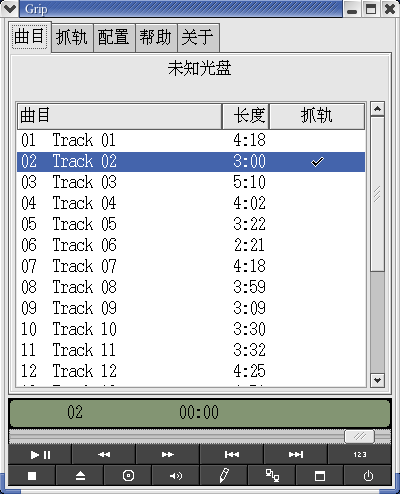 Grip
曲目 抓轨 配置 帮助 关于
未知光盘
曲目 长度 抓轨
01 Track 01 4:18
02 Track 02 3:00
03 Track 03 5:10
04 Track 04 4:02
05 Track 05 3:22
06 Track 06 2:21
07 Track 07 4:18
08 Track 08 3:59
09 Track 09 3:09
10 Track 10 3:30
11 Track 11 3:32
12 Track 12 4:25
02 00:00
123